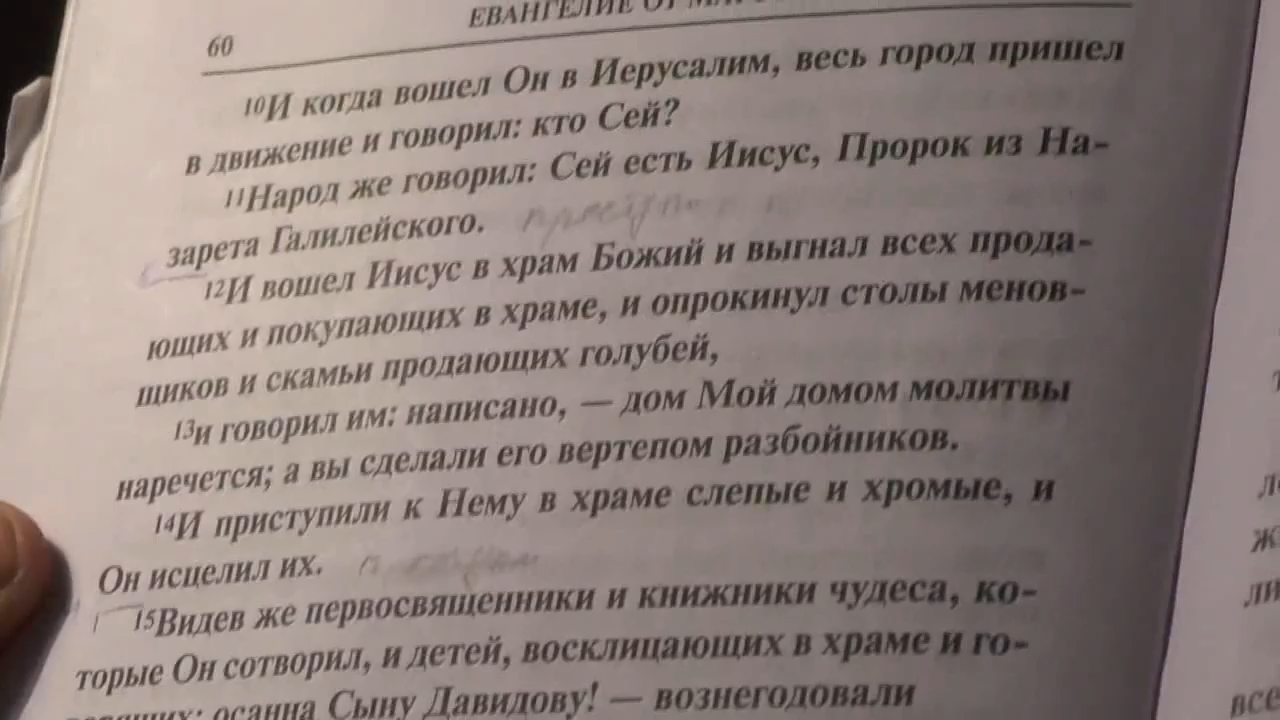 60
ЕВАНГЕЛИЕ ОТ
10И когда вошел Он в Иерусалим, весь город пришел
в движение и говорил: кто Сей?
11Народ же говорил: Сей есть Иисус, Пророк из На-
зарета Галилейского.
12И вошел Иисус в храм Божий и выгнал всех прода-
ющих и покупающих в храме, и опрокинул столы менов-
щиков и скамьи продающих голубей,
13и говорил им: написано, — дом Мой домом молитвы
наречется; а вы сделали его вертепом разбойников.
14И приступили к Нему в храме слепые и хромые, и
Он исцелил их.
15Видев же первосвященники и книжники чудеса, ко-
торые Он сотворил, и детей, восклицающих в храме и го-
осанна Сыну Давидову! — вознегодовали